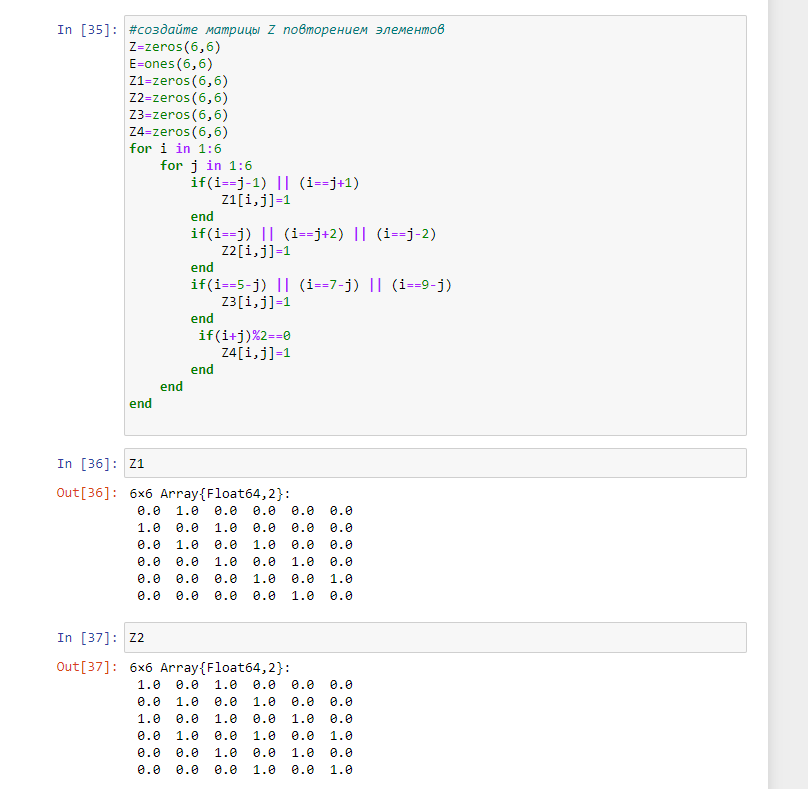 In [35]: #создайте матрицы Z повторением элементов
Z=zeros(6,6)
E=ones(6,6)
Z1=zeros(6,6)
Z2=zeros(6,6)
Z3=zeros(6,6)
Z4=zeros(6,6)
for i in 1:6
    for j in 1:6
        if(i==j-1) || (i==j+1)
            Z1[i,j]=1
        end
        if(i==j) || (i==j+2) || (i==j-2)
            Z2[i,j]=1
        end
        if(i==5-j) || (i==7-j) || (i==9-j)
            Z3[i,j]=1
        end
         if(i+j)%2==0
            Z4[i,j]=1
        end
    end
end
In [36]: Z1
Out[36]: 6×6 Array{Float64,2}:
 0.0  1.0  0.0  0.0  0.0  0.0
 1.0  0.0  1.0  0.0  0.0  0.0
 0.0  1.0  0.0  1.0  0.0  0.0
 0.0  0.0  1.0  0.0  1.0  0.0
 0.0  0.0  0.0  1.0  0.0  1.0
 0.0  0.0  0.0  0.0  1.0  0.0
In [37]: Z2
Out[37]: 6×6 Array{Float64,2}:
 1.0  0.0  1.0  0.0  0.0  0.0
 0.0  1.0  0.0  1.0  0.0  0.0
 1.0  0.0  1.0  0.0  1.0  0.0
 0.0  1.0  0.0  1.0  0.0  1.0
 0.0  0.0  1.0  0.0  1.0  0.0
 0.0  0.0  0.0  1.0  0.0  1.0